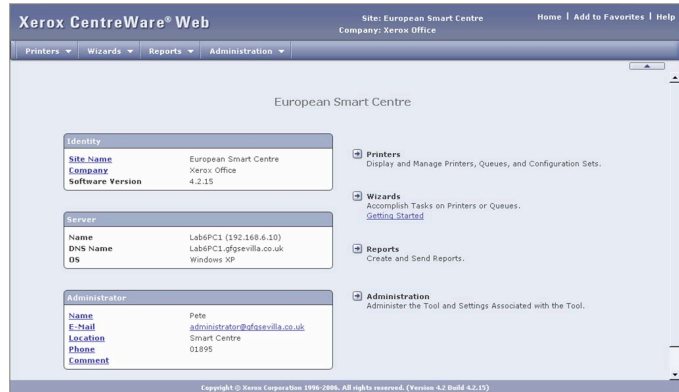 Xerox CentreWare® Web
Site: European Smart Centre
Company: Xerox Office
Home | Add to Favorites | Help
Printers Wizards Reports Administration
European Smart Centre
Identity
Site Name European Smart Centre
Company Xerox Office
Software Version 4.2.15
Server
Name Lab6PC1 (192.168.6.10)
DNS Name Lab6PC1.gfgsevilla.co.uk
OS Windows XP
Administrator
Name Pete
E-Mail administrator@gfgsevilla.co.uk
Location Smart Centre
Phone 01895
Comment
Printers
Display and Manage Printers, Queues, and Configuration Sets.
Wizards
Accomplish Tasks on Printers or Queues.
Getting Started
Reports
Create and Send Reports.
Administration
Administer the Tool and Settings Associated with the Tool.
Copyright © Xerox Corporation 1996-2006. All rights reserved. (Version 4.2 Build 4.2.15)